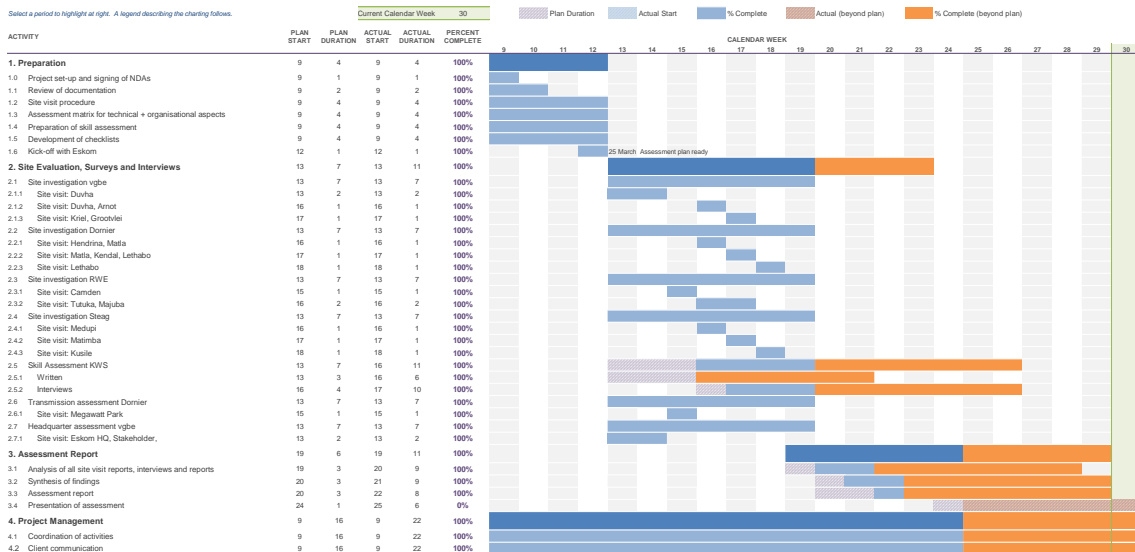 Select a period to highlight at right. A legend describing the charting follows.
Current Calendar Week 30
Plan Duration Actual Start % Complete Actual (beyond plan) % Complete (beyond plan)
ACTIVITY PLAN START PLAN DURATION ACTUAL START ACTUAL DURATION PERCENT COMPLETE CALENDAR WEEK
9 10 11 12 13 14 15 16 17 18 19 20 21 22 23 24 25 26 27 28 29 30
1. Preparation 9 4 9 4 100%
1.0 Project set-up and signing of NDAs 9 1 9 1 100%
1.1 Review of documentation 9 2 9 2 100%
1.2 Site visit procedure 9 4 9 4 100%
1.3 Assessment matrix for technical + organisational aspects 9 4 9 4 100%
1.4 Preparation of skill assessment 9 4 9 4 100%
1.5 Development of checklists 9 4 9 4 100%
1.6 Kick-off with Eskom 12 1 12 1 100% 25 March Assessment plan ready
2. Site Evaluation, Surveys and Interviews 13 7 13 11 100%
2.1 Site investigation vgbe 13 7 13 7 100%
2.1.1 Site visit: Duvha 13 2 13 2 100%
2.1.2 Site visit: Duvha, Arnot 16 1 16 1 100%
2.1.3 Site visit: Kriel, Grootvlei 17 1 17 1 100%
2.2 Site investigation Dornier 13 7 13 7 100%
2.2.1 Site visit: Hendrina, Matla 16 1 16 1 100%
2.2.2 Site visit: Matla, Kendal, Lethabo 17 1 17 1 100%
2.2.3 Site visit: Lethabo 18 1 18 1 100%
2.3 Site investigation RWE 13 7 13 7 100%
2.3.1 Site visit: Camden 15 1 15 1 100%
2.3.2 Site visit: Tutuka, Majuba 16 2 16 2 100%
2.4 Site investigation Steag 13 7 13 7 100%
2.4.1 Site visit: Medupi 16 1 16 1 100%
2.4.2 Site visit: Matimba 17 1 17 1 100%
2.4.3 Site visit: Kusile 18 1 18 1 100%
2.5 Skill Assessment KWS 13 7 16 11 100%
2.5.1 Written 13 3 16 6 100%
2.5.2 Interviews 16 4 17 10 100%
2.6 Transmission assessment Dornier 13 7 13 7 100%
2.6.1 Site visit: Megawatt Park 15 1 15 1 100%
2.7 Headquarter assessment vgbe 13 7 13 7 100%
2.7.1 Site visit: Eskom HQ, Stakeholder, 13 2 13 2 100%
3. Assessment Report 19 6 19 11 100%
3.1 Analysis of all site visit reports, interviews and reports 19 3 20 9 100%
3.2 Synthesis of findings 20 3 21 9 100%
3.3 Assessment report 20 3 22 8 100%
3.4 Presentation of assessment 24 1 25 6 0%
4. Project Management 9 16 9 22 100%
4.1 Coordination of activities 9 16 9 22 100%
4.2 Client communication 9 16 9 22 100%